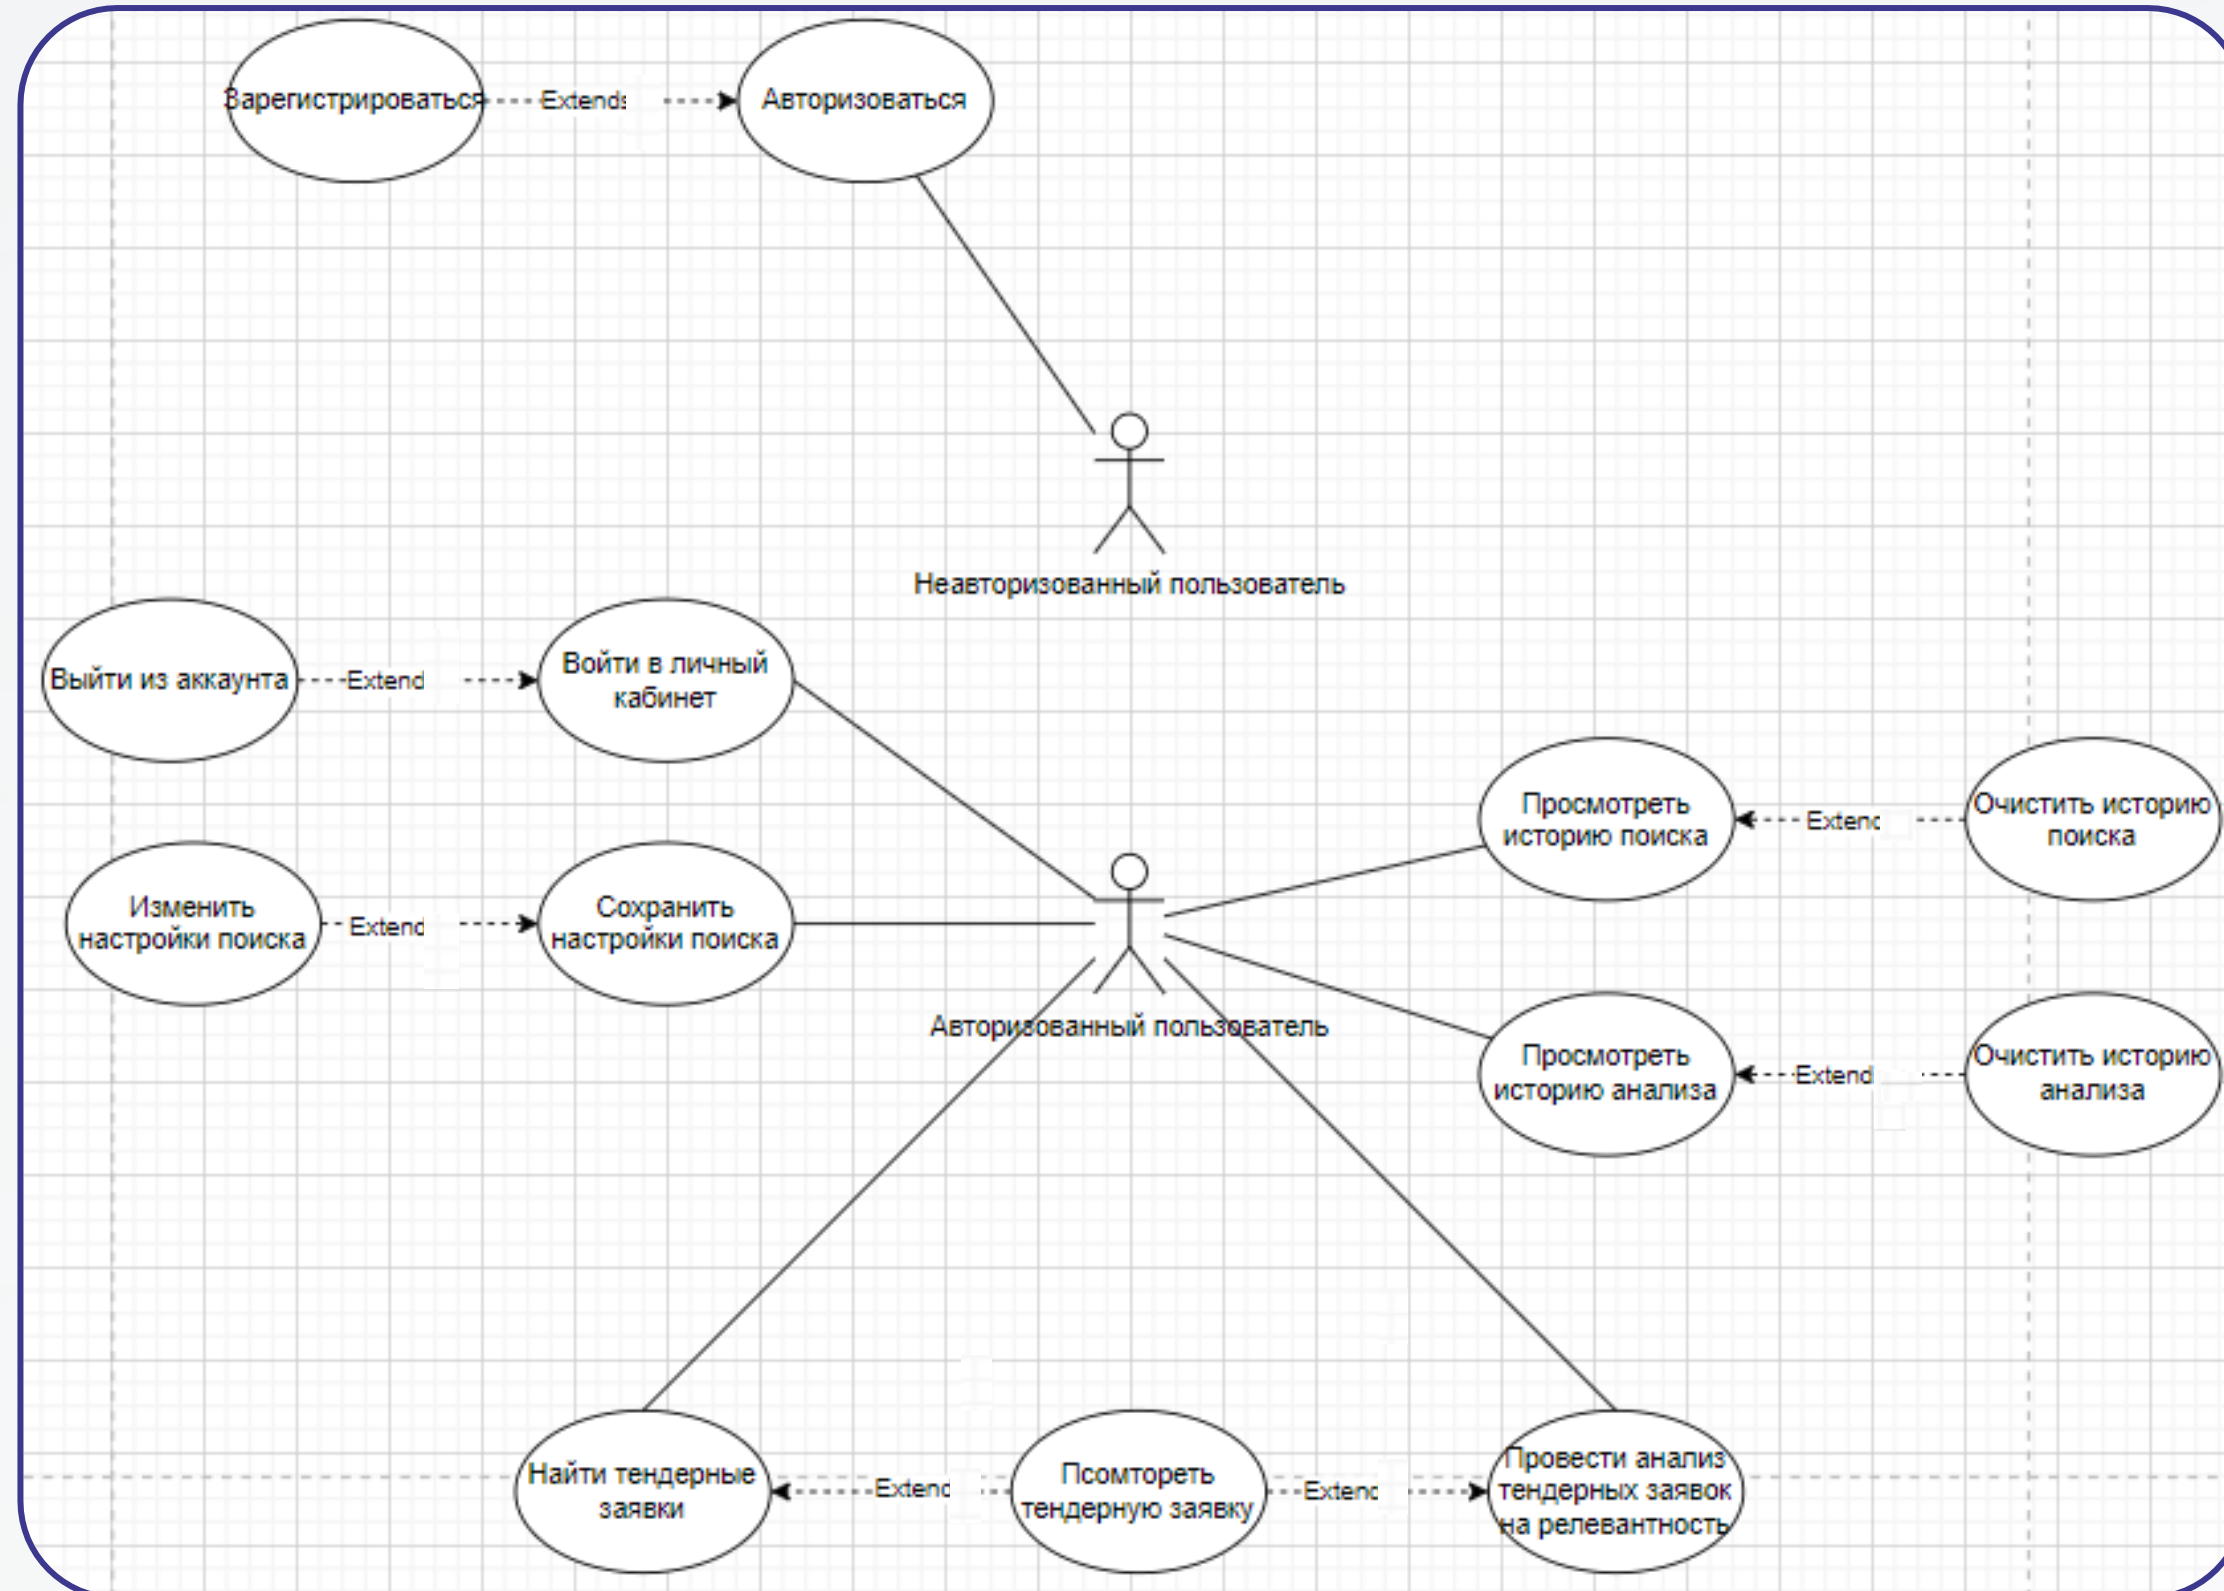 Зарегистрироваться
Extends
Авторизоваться
Неавторизованный пользователь
Выйти из аккаунта
Extend
Войти в личный
кабинет
Изменить
настройки поиска
Extend
Сохранить
настройки поиска
Просмотреть
историю поиска
Extend
Очистить историю
поиска
Авторизованный пользователь
Просмотреть
историю анализа
Extend
Очистить историю
анализа
Найти тендерные
заявки
Extend
Псомтореть
тендерную заявку
Extend
Провести анализ
тендерных заявок
на релевантность